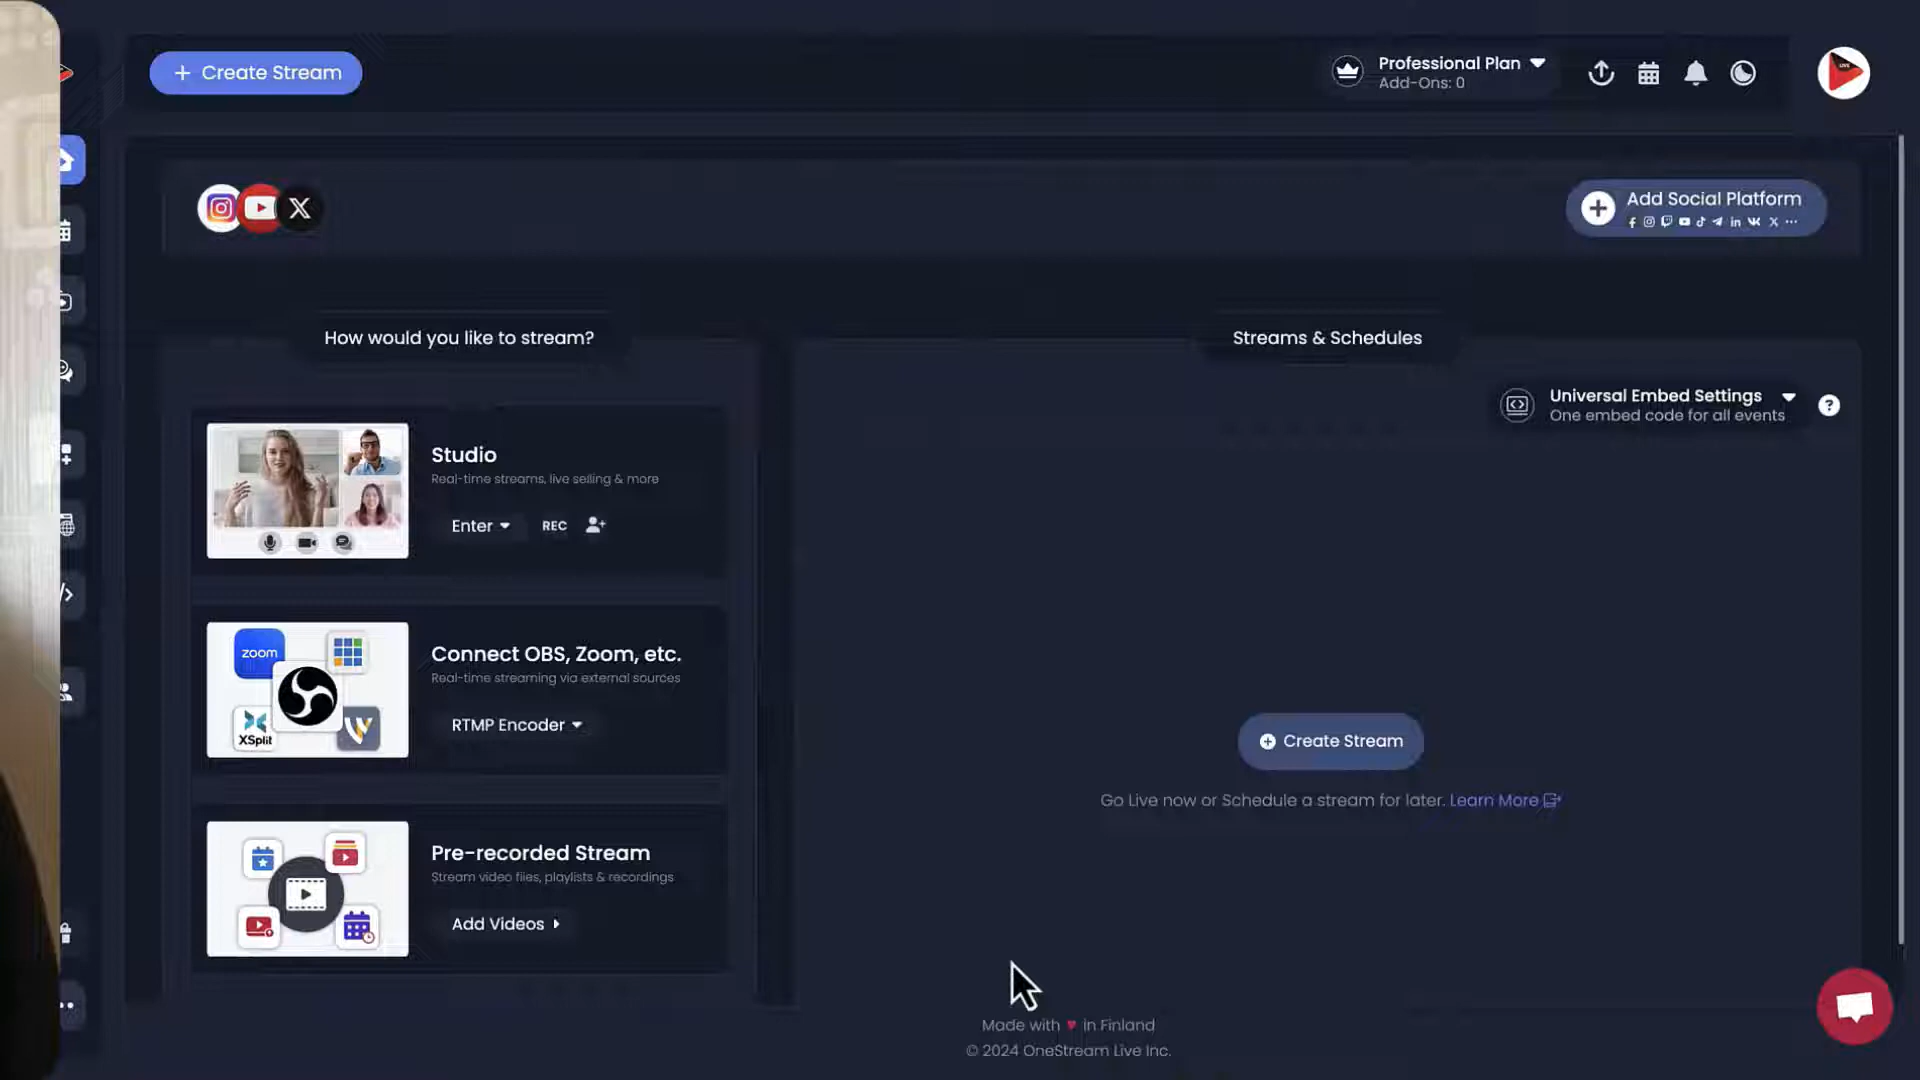 Create Stream
Professional Plan
Add-Ons: 0
LIVE
Add Social Platform
How would you like to stream?
Streams & Schedules
Universal Embed Settings
One embed code for all events
?
Studio
Real-time streams, live selling & more
Enter
REC
zoom
XSplit
Connect OBS, Zoom, etc.
Real-time streaming via external sources
RTMP Encoder
Create Stream
Go Live now or Schedule a stream for later. Learn More
Pre-recorded Stream
Stream video files, playlists & recordings
Add Videos
Made with ♥ in Finland
© 2024 OneStream Live Inc.